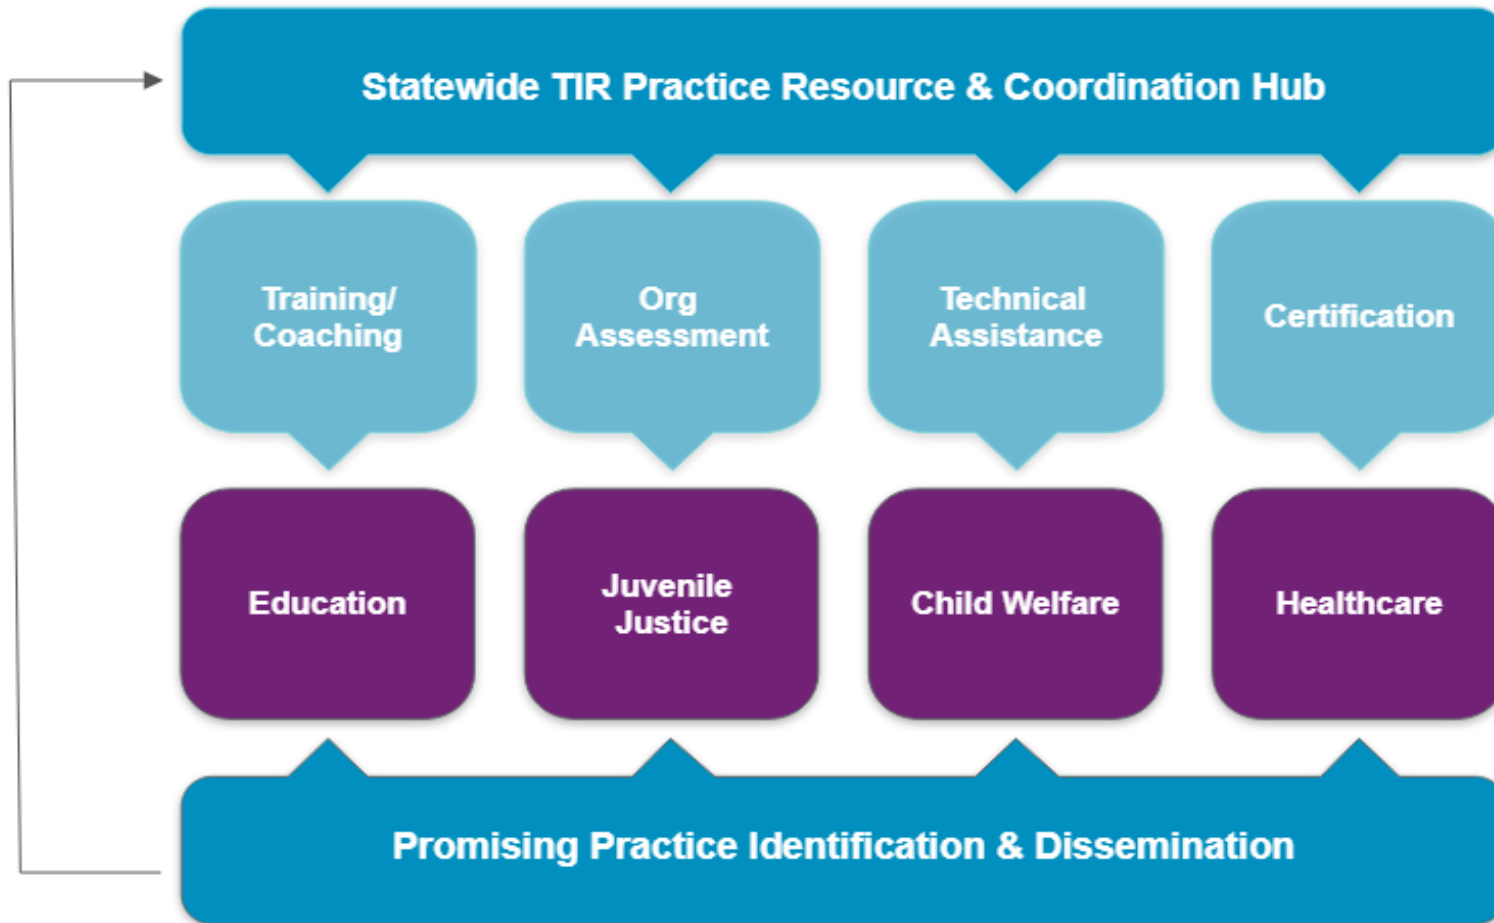 Statewide TIR Practice Resource & Coordination Hub
Training/
Coaching
Org
Assessment
Technical
Assistance
Certification
Education
Juvenile
Justice
Child Welfare
Healthcare
Promising Practice Identification & Dissemination